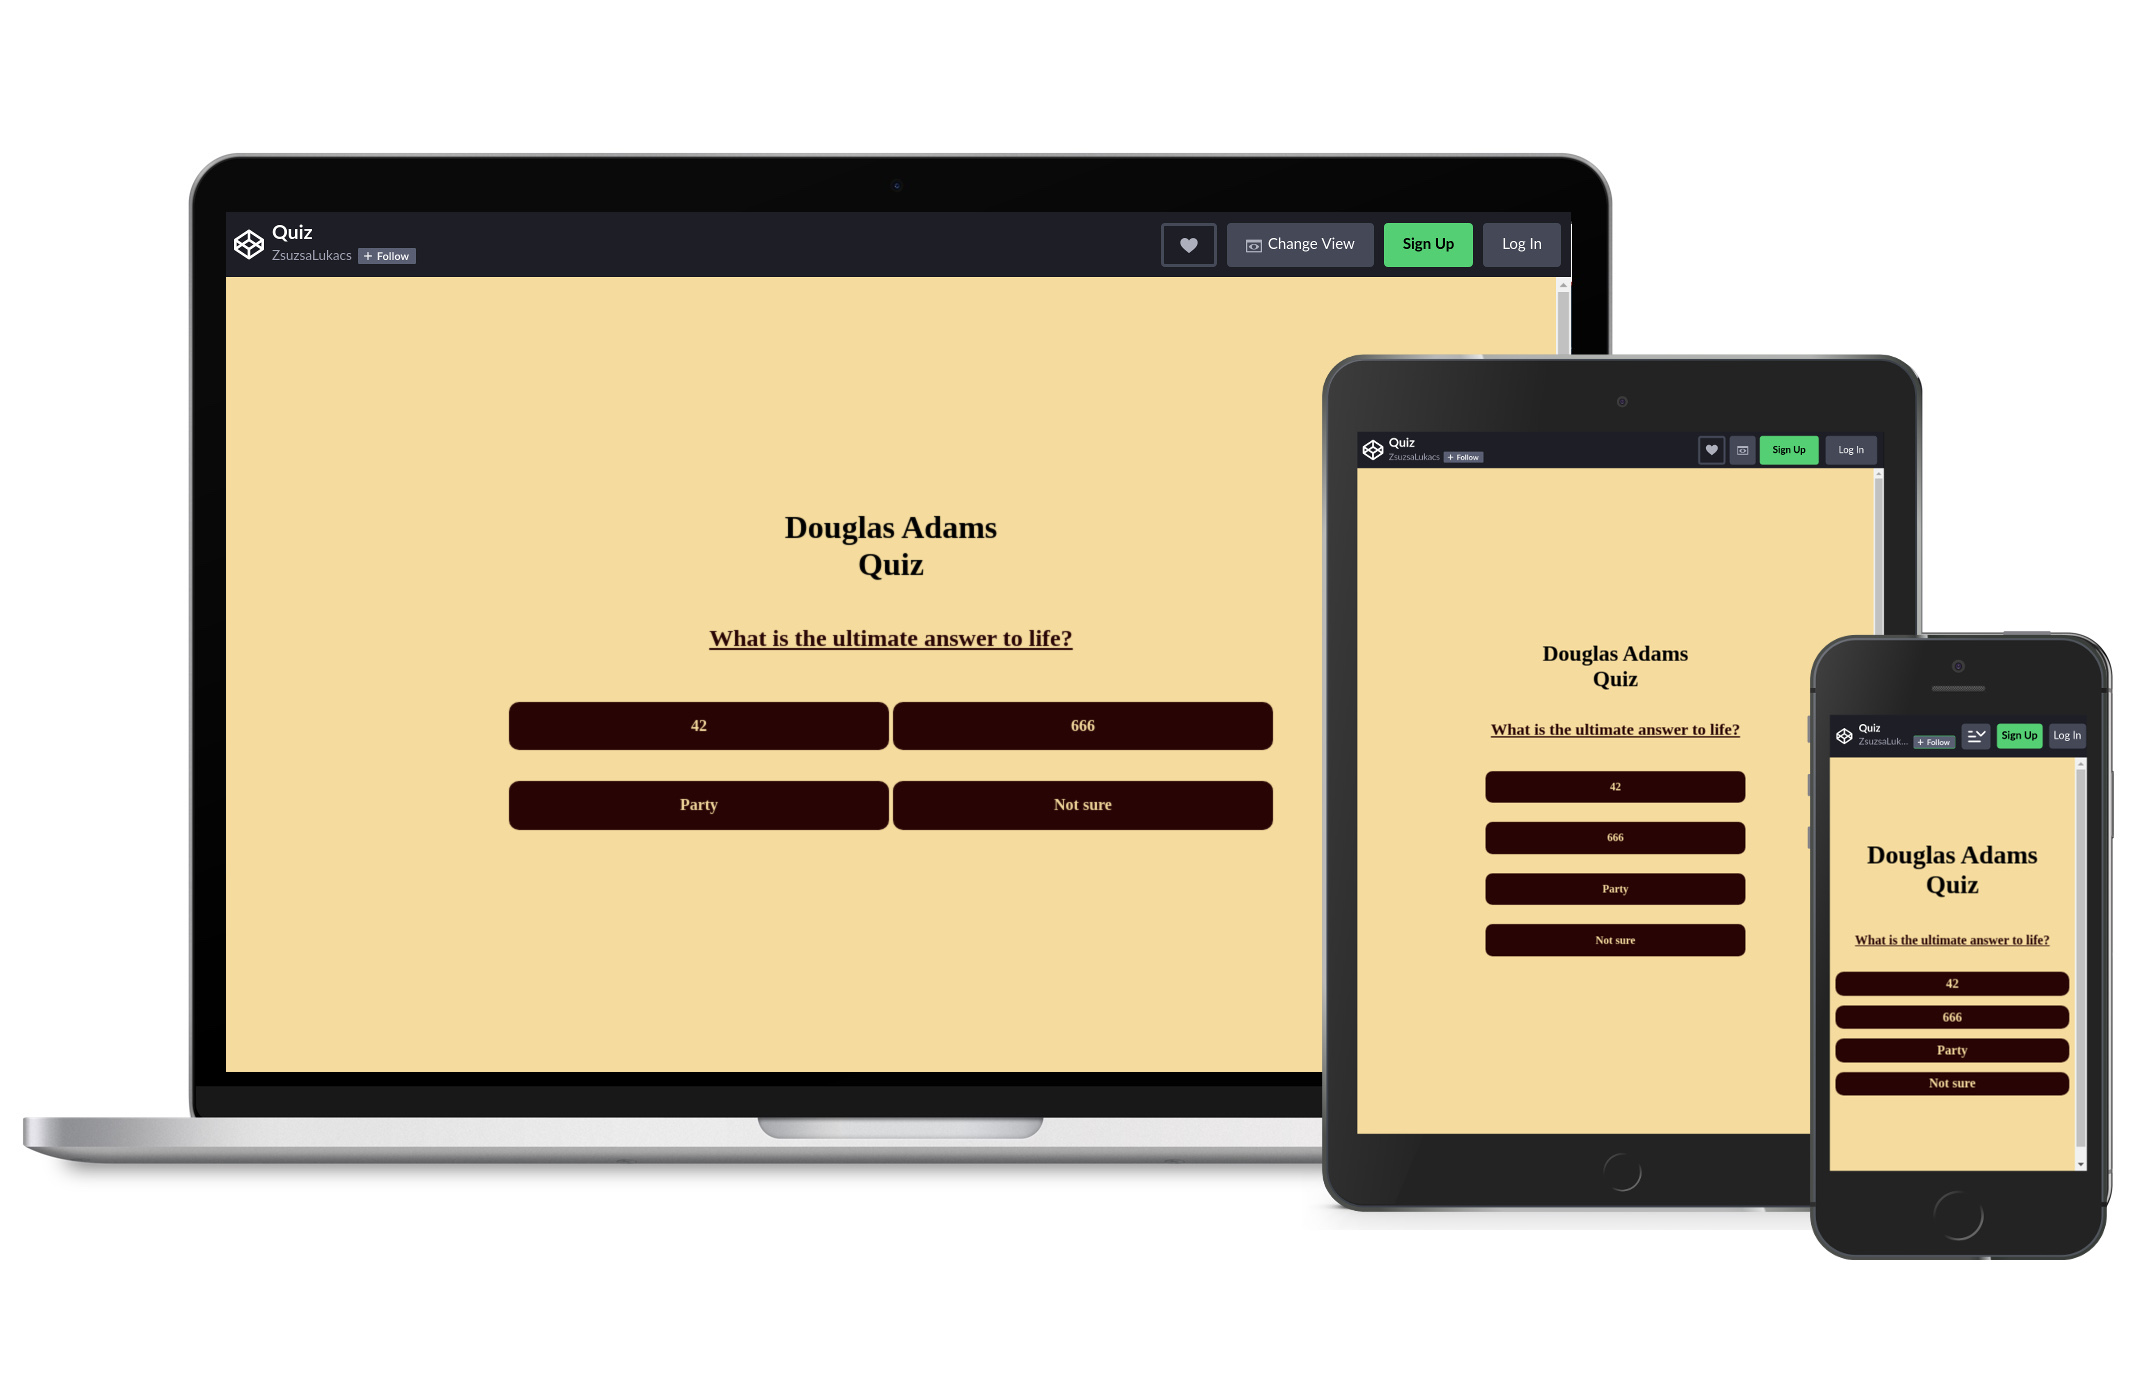 Quiz
ZsuzsaLukacs + Follow
Change View
Sign Up
Log In
Douglas Adams
Quiz
What is the ultimate answer to life?
42
666
Party
Not sure
Quiz
ZsuzsaLukacs + Follow
Sign Up
Log In
Douglas Adams
Quiz
What is the ultimate answer to life?
42
666
Party
Not sure
Quiz
ZsuzsaLuk... + Follow
Sign Up
Log In
Douglas Adams
Quiz
What is the ultimate answer to life?
42
666
Party
Not sure